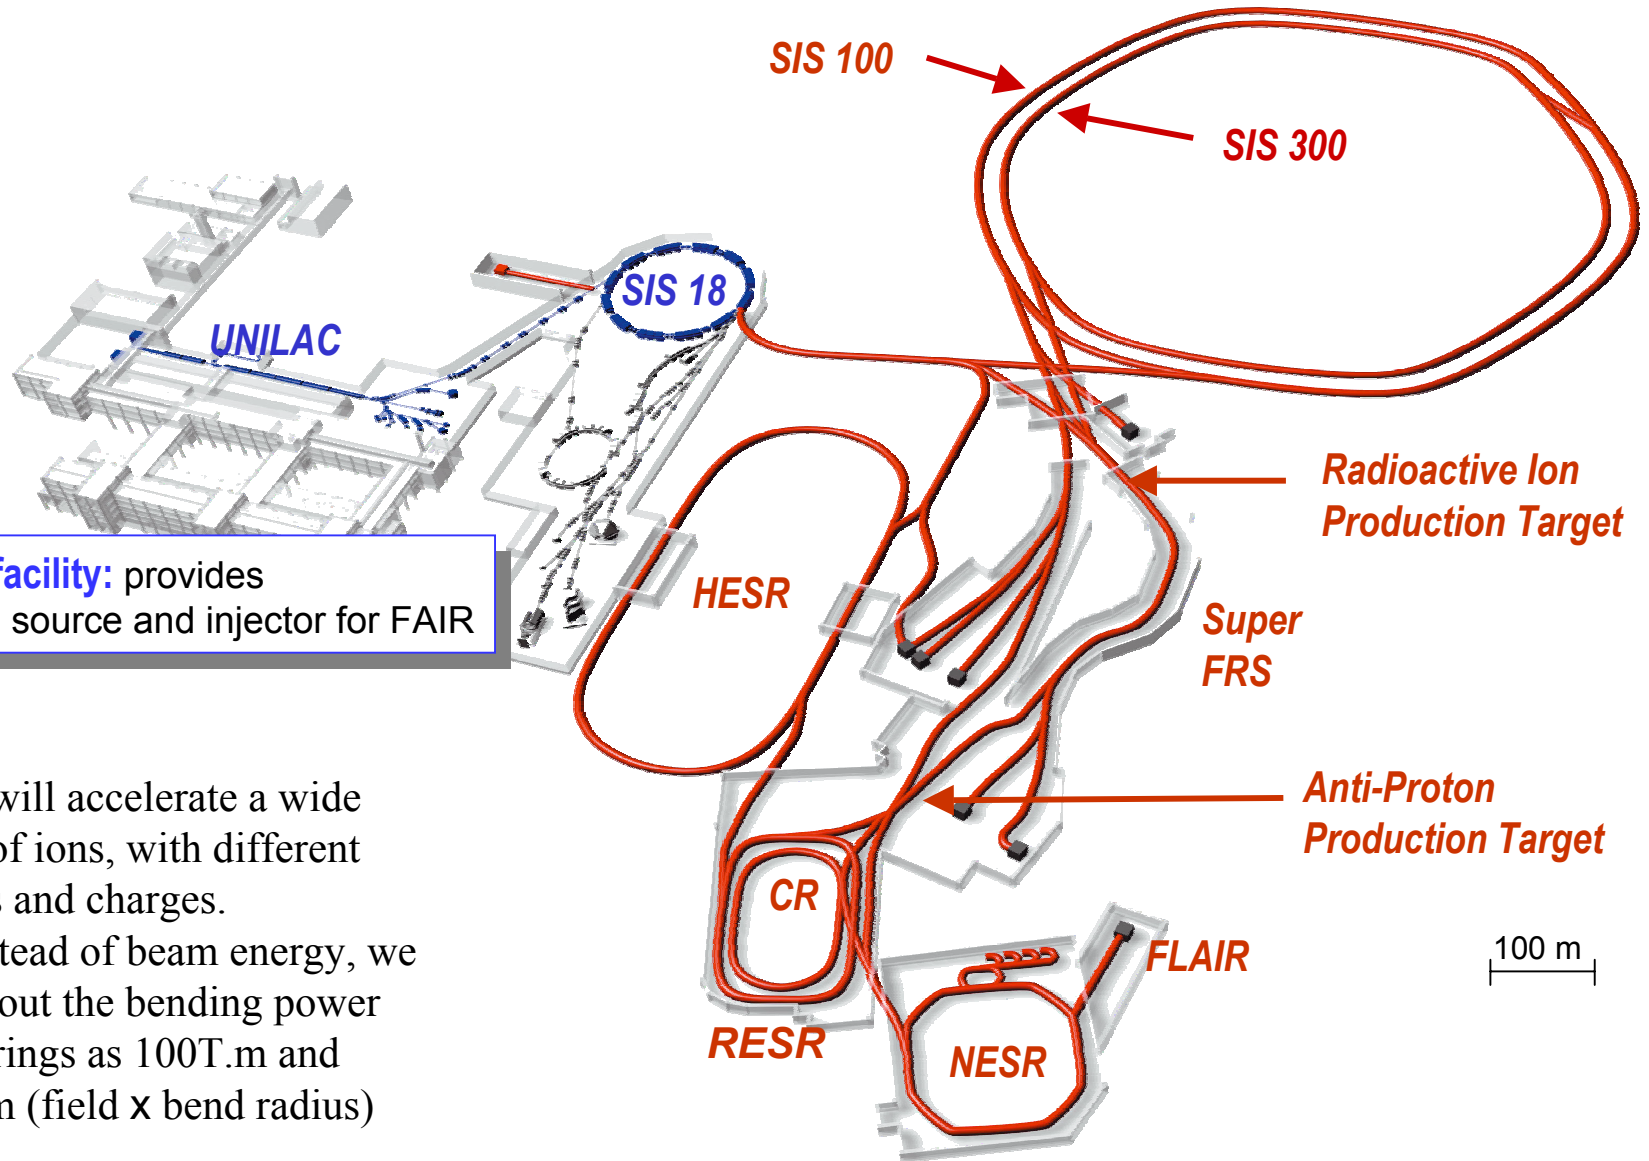 SIS 100
SIS 300
SIS 18
UNILAC
Radioactive Ion
Production Target
facility: provides
source and injector for FAIR
HESR
Super
FRS
will accelerate a wide
of ions, with different
and charges.
Anti-Proton
Production Target
CR
instead of beam energy, we
out the bending power
rings as 100T.m and
(field x bend radius)
FLAIR
100 m
RESR
NESR